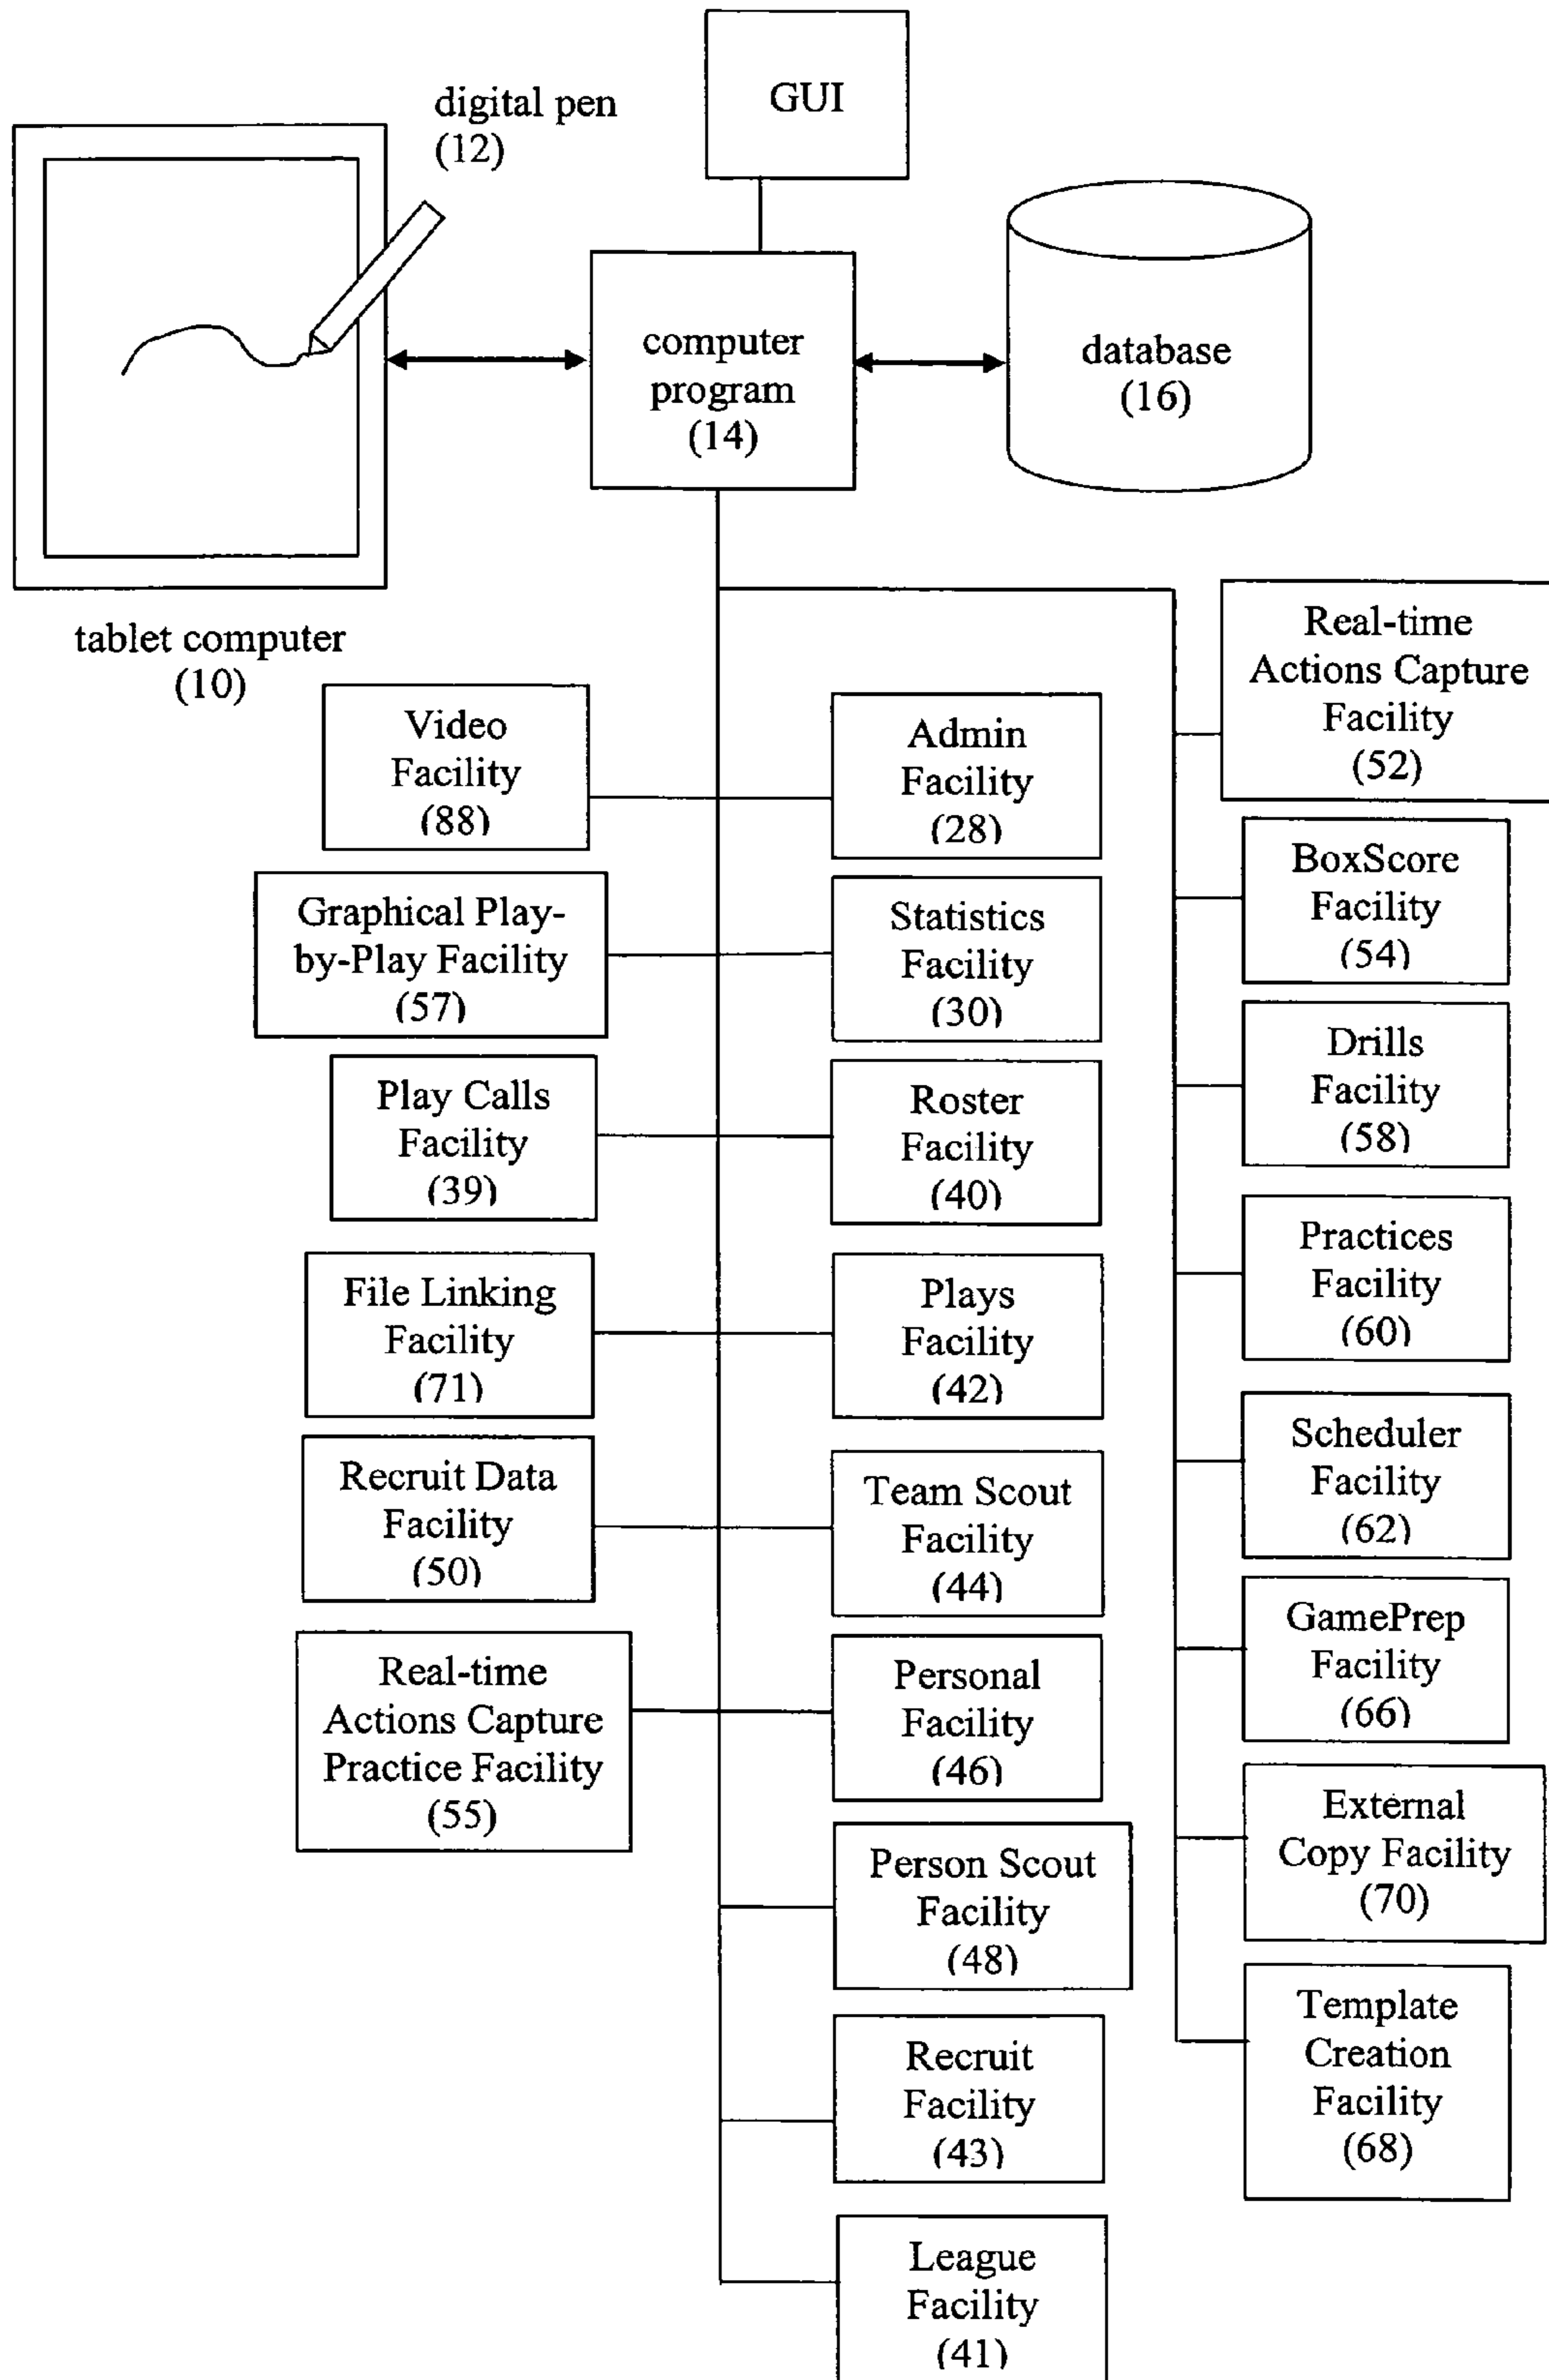 GUI
digital pen
(12)
computer
program
(14)
database
(16)
tablet computer
(10)
Video
Facility
(88)
Graphical Play-
by-Play Facility
(57)
Play Calls
Facility
(39)
File Linking
Facility
(71)
Recruit Data
Facility
(50)
Real-time
Actions Capture
Practice Facility
(55)
Admin
Facility
(28)
Statistics
Facility
(30)
Roster
Facility
(40)
Plays
Facility
(42)
Team Scout
Facility
(44)
Personal
Facility
(46)
Person Scout
Facility
(48)
Recruit
Facility
(43)
League
Facility
(41)
Real-time
Actions Capture
Facility
(52)
BoxScore
Facility
(54)
Drills
Facility
(58)
Practices
Facility
(60)
Scheduler
Facility
(62)
GamePrep
Facility
(66)
External
Copy Facility
(70)
Template
Creation
Facility
(68)